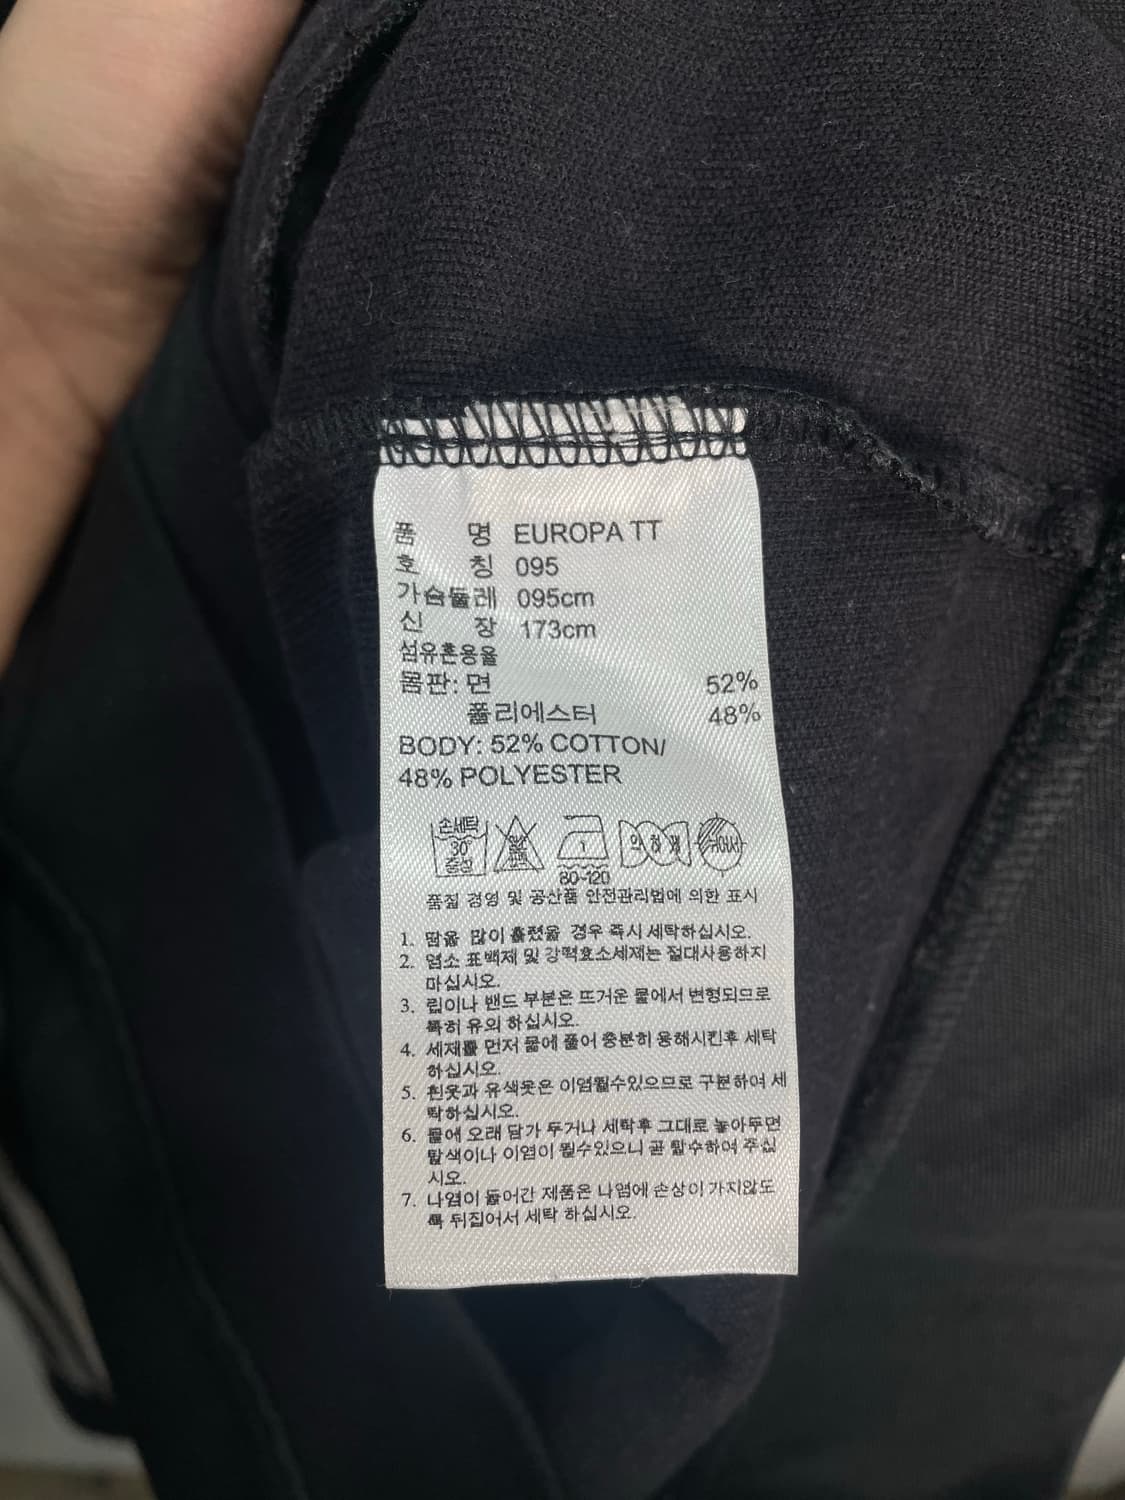 품 명 EUROPA TT
호 칭 095
가슴둘레 095cm
신 장 173cm
섬유혼용율
몸판: 면 52%
폴리에스터 48%
BODY: 52% COTTON/
48% POLYESTER
손세탁
30°
중성
1
80-120
품질 경영 및 공산품 안전관리법에 의한 표시
1. 땀을 많이 흘렸을 경우 즉시 세탁하십시오.
2. 염소 표백제 및 강력효소세제는 절대사용하지
마십시오.
3. 립이나 밴드 부분은 뜨거운 물에서 변형되므로
특히 유의 하십시오.
4. 세재를 먼저 물에 풀어 충분히 용해시킨후 세탁
하십시오.
5. 흰옷과 유색옷은 이염될수있으므로 구분하여 세
탁하십시오.
6. 물에 오래 담가 두거나 세탁후 그대로 놓아두면
탈색이나 이염이 될수있으니 곧 탈수하여 주십
시오.
7. 나염이 들어간 제품은 나염에 손상이 가지않도
록 뒤집어서 세탁 하십시오.